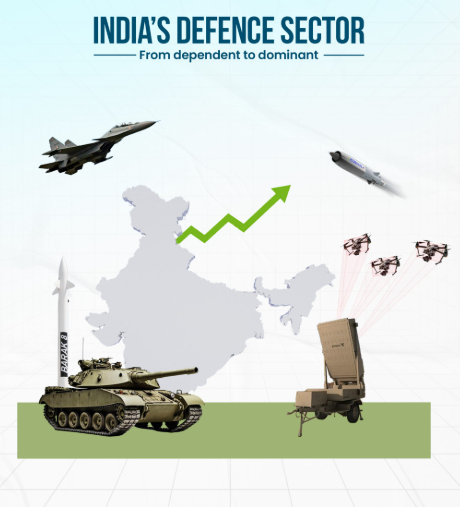 INDIA'S DEFENCE SECTOR
From dependent to dominant
BARAK 8